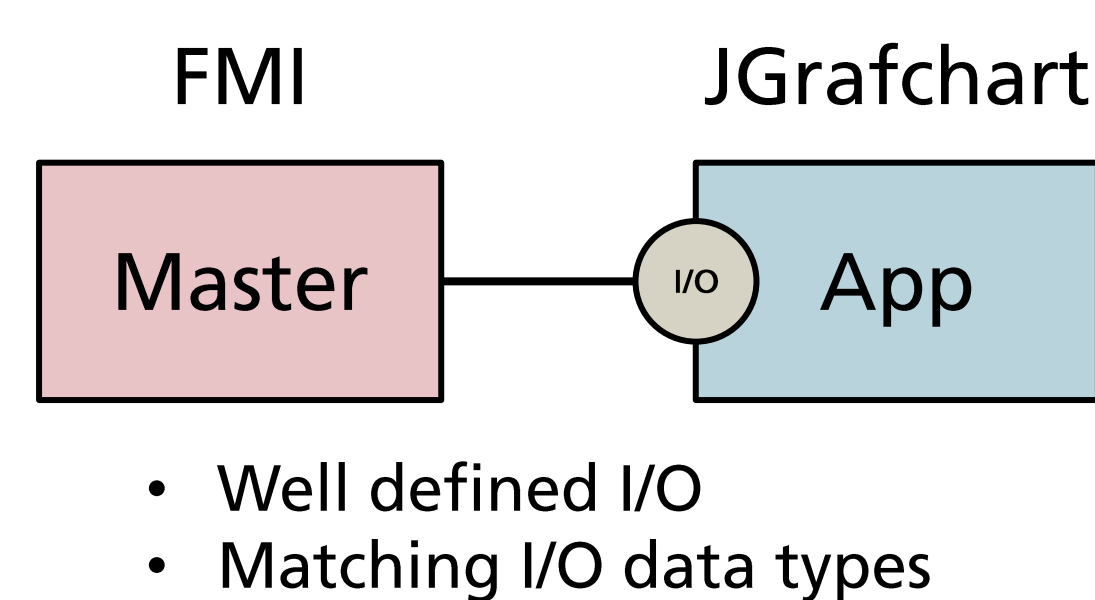 FMI
JGrafchart
Master
I/O
App
• Well defined I/O
• Matching I/O data types